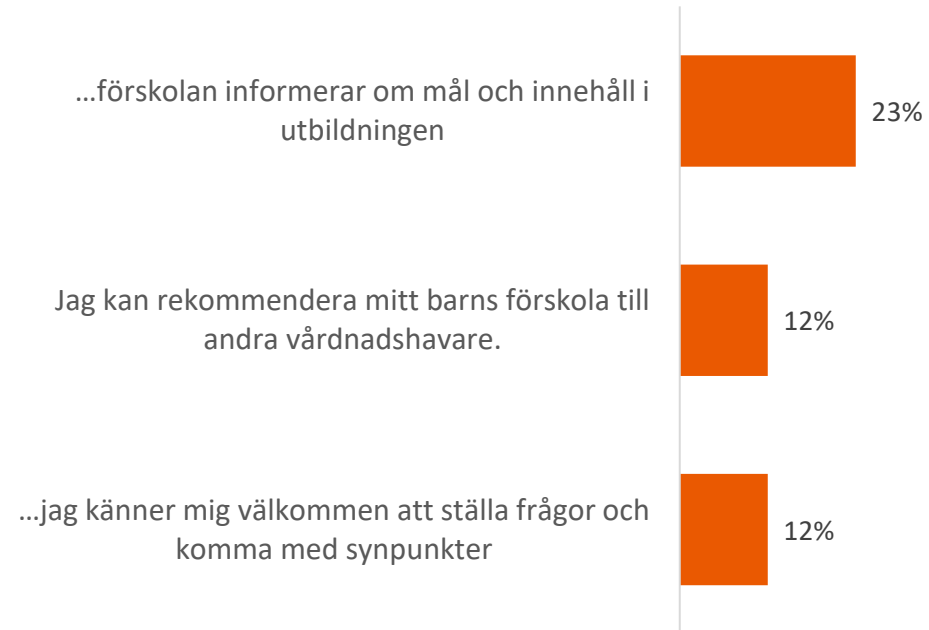 ...förskolan informerar om mål och innehåll i
utbildningen
23%
Jag kan rekommendera mitt barns förskola till
andra vårdnadshavare.
12%
...jag känner mig välkommen att ställa frågor och
komma med synpunkter
12%